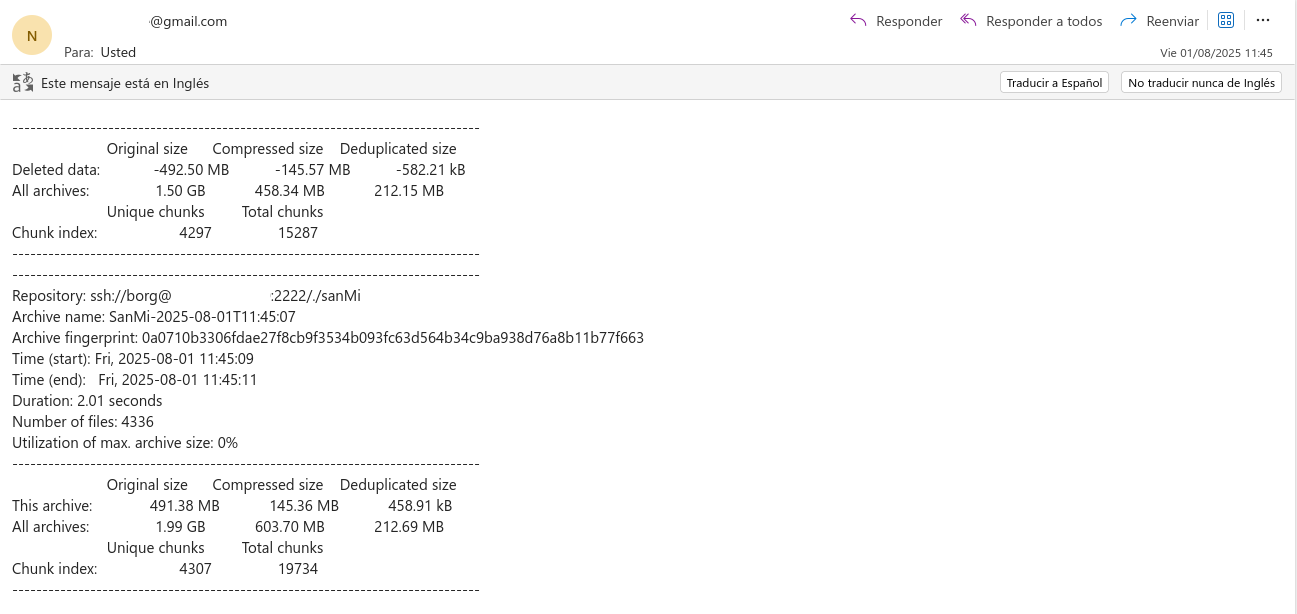 N
@gmail.com
Responder
Responder a todos
Reenviar
Para: Usted
Vie 01/08/2025 11:45
Este mensaje está en Inglés
Traducir a Español
No traducir nunca de Inglés
------------------------------------------------------------------------------
Original size Compressed size Deduplicated size
Deleted data: -492.50 MB -145.57 MB -582.21 kB
All archives: 1.50 GB 458.34 MB 212.15 MB
Unique chunks Total chunks
Chunk index: 4297 15287
------------------------------------------------------------------------------
------------------------------------------------------------------------------
Repository: ssh://borg@ :2222/./sanMi
Archive name: SanMi-2025-08-01T11:45:07
Archive fingerprint: 0a0710b3306fdae27f8cb9f3534b093fc63d564b34c9ba938d76a8b11b77f663
Time (start): Fri, 2025-08-01 11:45:09
Time (end): Fri, 2025-08-01 11:45:11
Duration: 2.01 seconds
Number of files: 4336
Utilization of max. archive size: 0%
------------------------------------------------------------------------------
Original size Compressed size Deduplicated size
This archive: 491.38 MB 145.36 MB 458.91 kB
All archives: 1.99 GB 603.70 MB 212.69 MB
Unique chunks Total chunks
Chunk index: 4307 19734
------------------------------------------------------------------------------